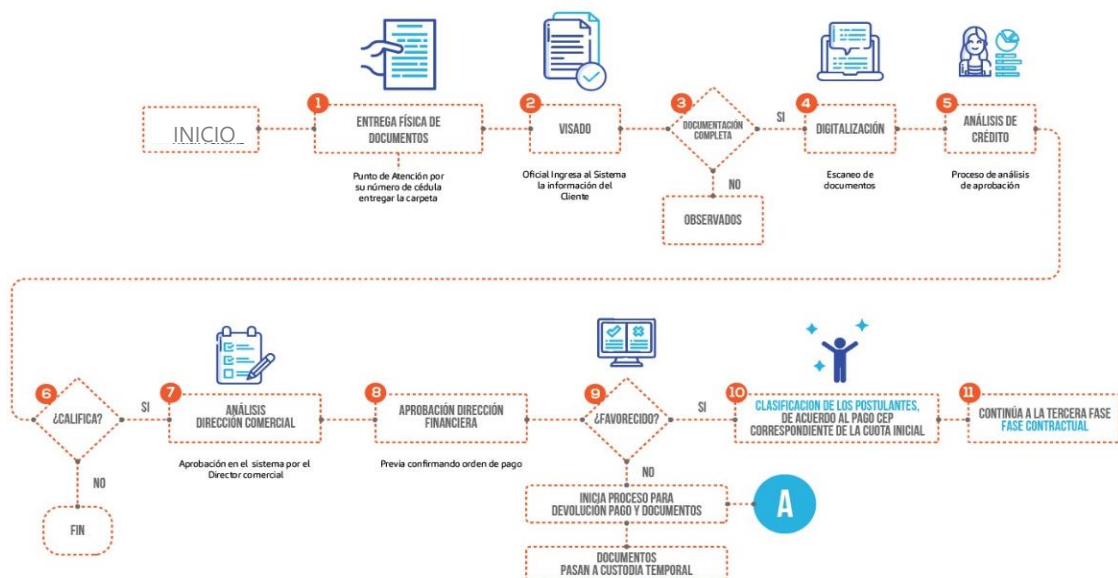 INICIO
1
ENTREGA FÍSICA DE
DOCUMENTOS
Punto de Atención por
su número de cédula
entregar la carpeta
2
VISADO
Oficial Ingresa al Sistema
la información del
Cliente
3
DOCUMENTACIÓN
COMPLETA
SI
NO
OBSERVADOS
4
DIGITALIZACIÓN
Escaneo de
documentos
5
ANÁLISIS DE
CRÉDITO
Proceso de análisis
de aprobación
6
¿CALIFICA?
SI
NO
FIN
7
ANÁLISIS
DIRECCIÓN COMERCIAL
Aprobación en el sistema por el
Director comercial
8
APROBACIÓN DIRECCIÓN
FINANCIERA
Previa confirmando orden de pago
9
¿FAVORECIDO?
SI
NO
INICIA PROCESO PARA
DEVOLUCIÓN PAGO Y DOCUMENTOS
A
DOCUMENTOS
PASAN A CUSTODIA TEMPORAL
10
CLASIFICACION DE LOS POSTULANTES,
DE ACUERDO AL PAGO CEP
CORRESPONDIENTE DE LA CUOTA INICIAL
11
CONTINÚA A LA TERCERA FASE
FASE CONTRACTUAL